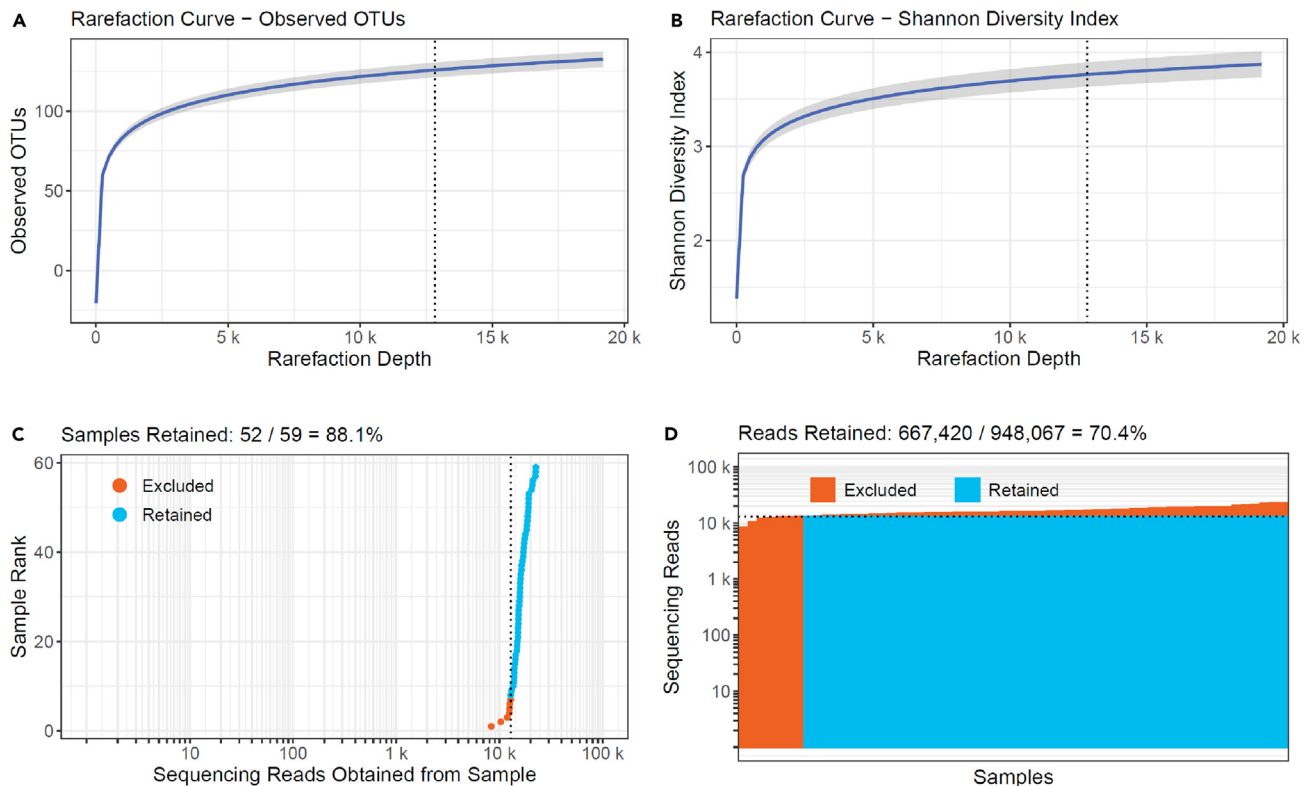 A
Rarefaction Curve – Observed OTUs
Observed OTUs
100
50
0
0
5 k
10 k
15 k
20 k
Rarefaction Depth
B
Rarefaction Curve – Shannon Diversity Index
Shannon Diversity Index
4
3
2
0
5 k
10 k
15 k
20 k
Rarefaction Depth
C
Samples Retained: 52 / 59 = 88.1%
Sample Rank
60
40
20
0
Excluded
Retained
10
100
1 k
10 k
100 k
Sequencing Reads Obtained from Sample
D
Reads Retained: 667,420 / 948,067 = 70.4%
Sequencing Reads
100 k
10 k
1 k
100
10
Excluded
Retained
Samples